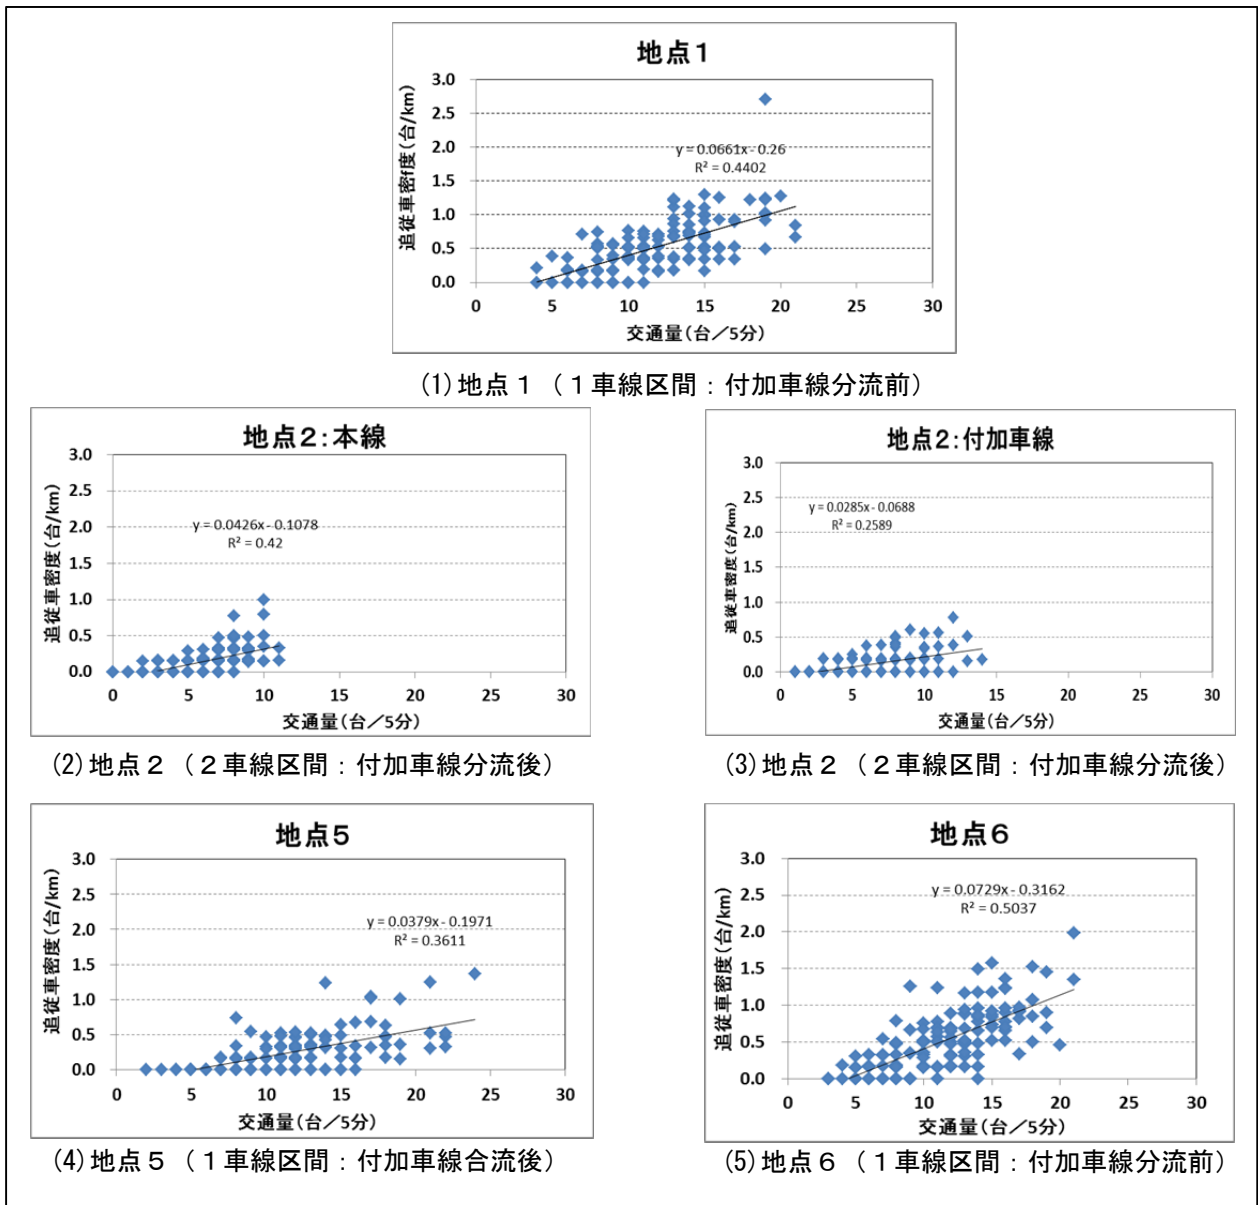 地点1
追従車密f度(台/km)
3.0
2.5
2.0
1.5
1.0
0.5
0.0
y = 0.0661x - 0.26
R² = 0.4402
0 5 10 15 20 25 30
交通量(台／5分)
(1)地点１（１車線区間：付加車線分流前）
地点2:本線
追従車密度(台/km)
3.0
2.5
2.0
1.5
1.0
0.5
0.0
y = 0.0426x - 0.1078
R² = 0.42
0 5 10 15 20 25 30
交通量(台／5分)
(2)地点２（２車線区間：付加車線分流後）
地点2:付加車線
追従車密度(台/km)
3.0
2.5
2.0
1.5
1.0
0.5
0.0
y = 0.0285x - 0.0688
R² = 0.2589
0 5 10 15 20 25 30
交通量(台／5分)
(3)地点２（２車線区間：付加車線分流後）
地点5
追従車密度(台/km)
3.0
2.5
2.0
1.5
1.0
0.5
0.0
y = 0.0379x - 0.1971
R² = 0.3611
0 5 10 15 20 25 30
交通量(台／5分)
(4)地点５（１車線区間：付加車線合流後）
地点6
追従車密度(台/km)
3.0
2.5
2.0
1.5
1.0
0.5
0.0
y = 0.0729x - 0.3162
R² = 0.5037
0 5 10 15 20 25 30
交通量(台／5分)
(5)地点６（１車線区間：付加車線分流前）